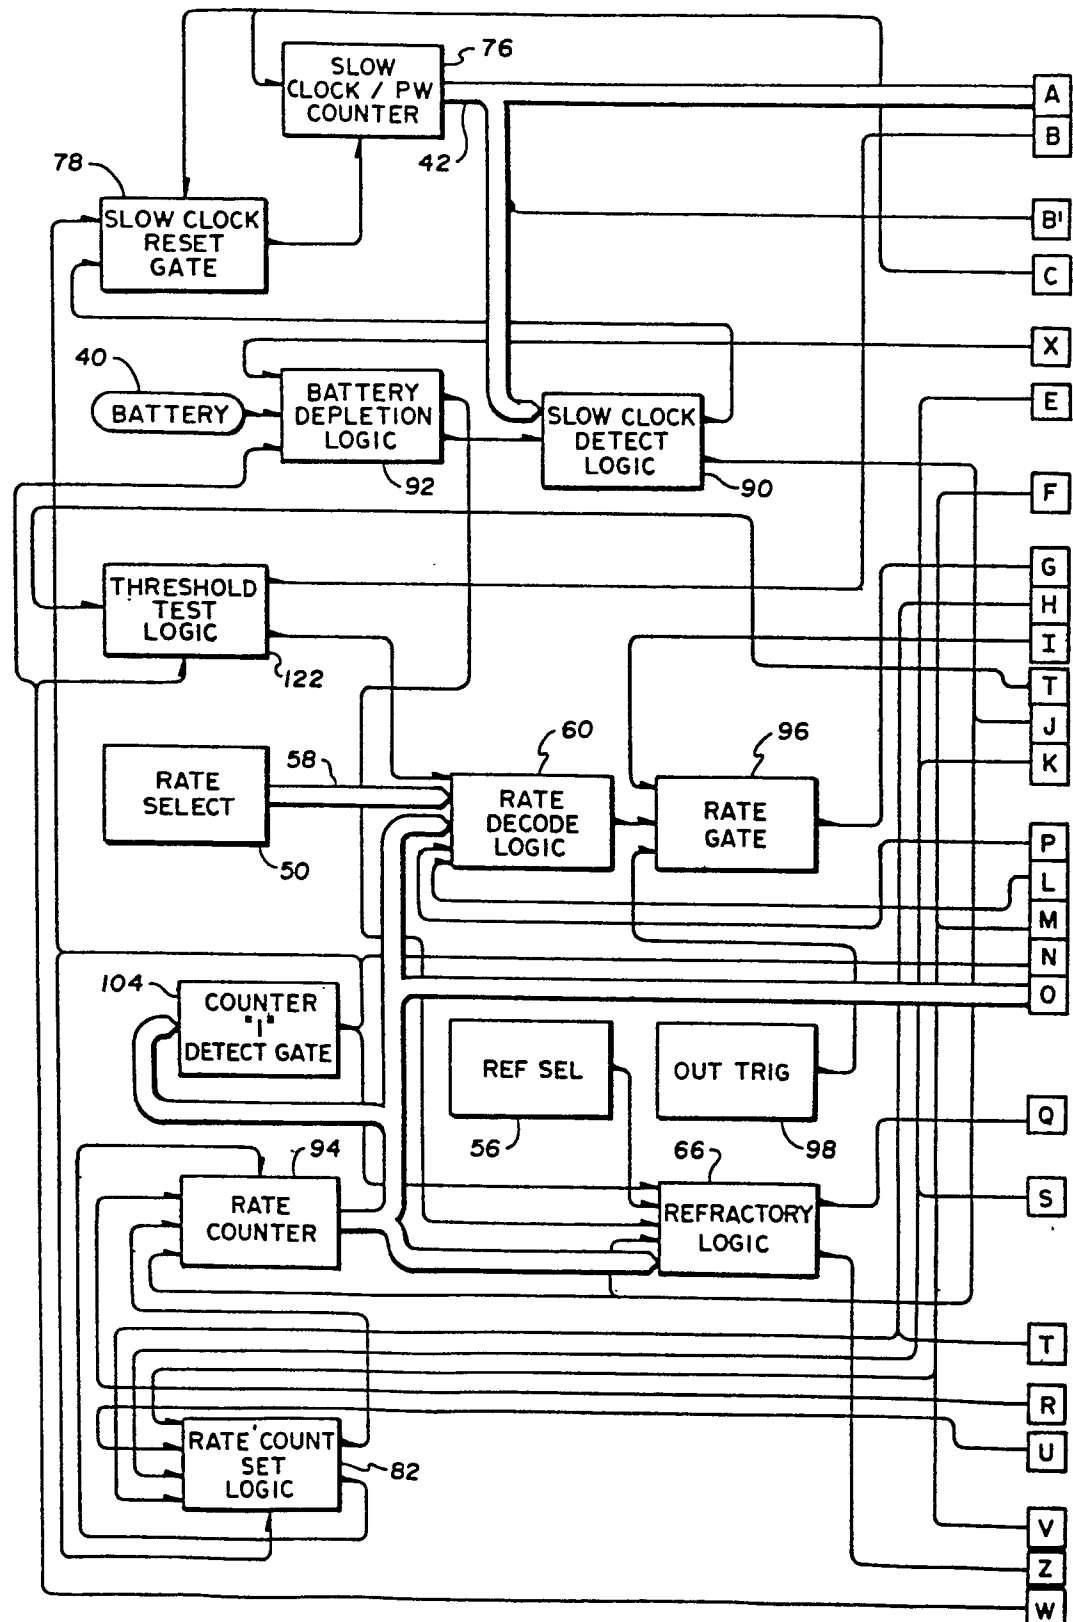 76
SLOW
CLOCK / PW
COUNTER
A
B
42
78
SLOW CLOCK
RESET
GATE
B'
C
X
40
BATTERY
BATTERY
DEPLETION
LOGIC
92
SLOW CLOCK
DETECT
LOGIC
90
E
F
THRESHOLD
TEST
LOGIC
122
G
H
I
T
J
K
RATE
SELECT
50
58
60
RATE
DECODE
LOGIC
96
RATE
GATE
P
L
M
N
O
104
COUNTER
"1"
DETECT GATE
REF SEL
56
OUT TRIG
98
Q
94
RATE
COUNTER
66
REFRACTORY
LOGIC
S
T
R
U
RATE COUNT
SET
LOGIC
82
V
Z
W